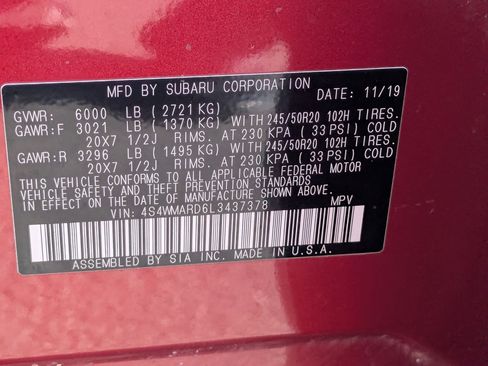 MFD BY SUBARU CORPORATION DATE: 11/19
GVWR: 6000 LB (2721 KG)
GAWR:F 3021 LB (1370 KG) WITH 245/50R20 102H TIRES.
20X7 1/2J RIMS. AT 230 KPA (33 PSI) COLD
GAWR:R 3296 LB (1495 KG) WITH 245/50R20 102H TIRES.
20X7 1/2J RIMS. AT 230 KPA (33 PSI) COLD
THIS VEHICLE CONFORMS TO ALL APPLICABLE FEDERAL MOTOR
VEHICLE SAFETY AND THEFT PREVENTION STANDARDS
IN EFFECT ON THE DATE OF MANUFACTURE SHOWN ABOVE.
VIN: 4S4WMARD6L3437378 MPV
ASSEMBLED BY SIA INC. MADE IN U.S.A.